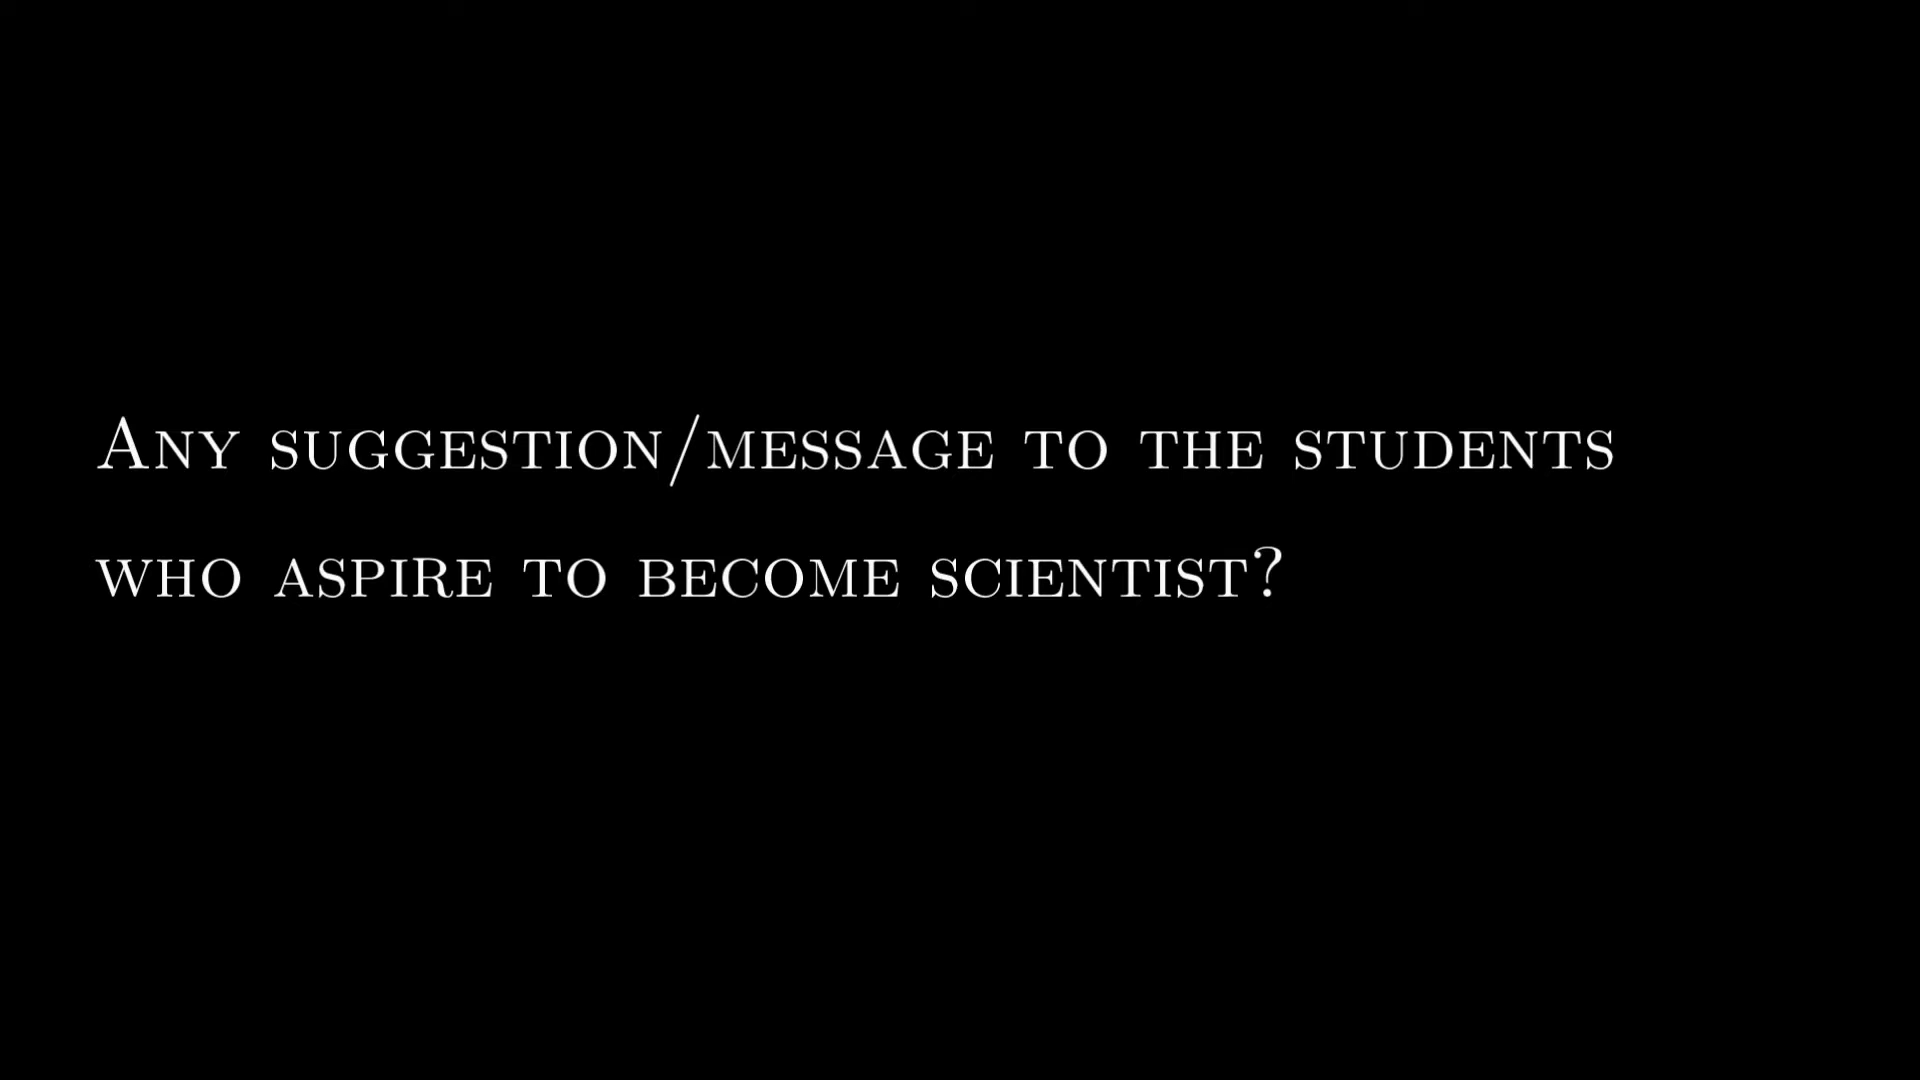 Any suggestion/message to the students
who aspire to become scientist?